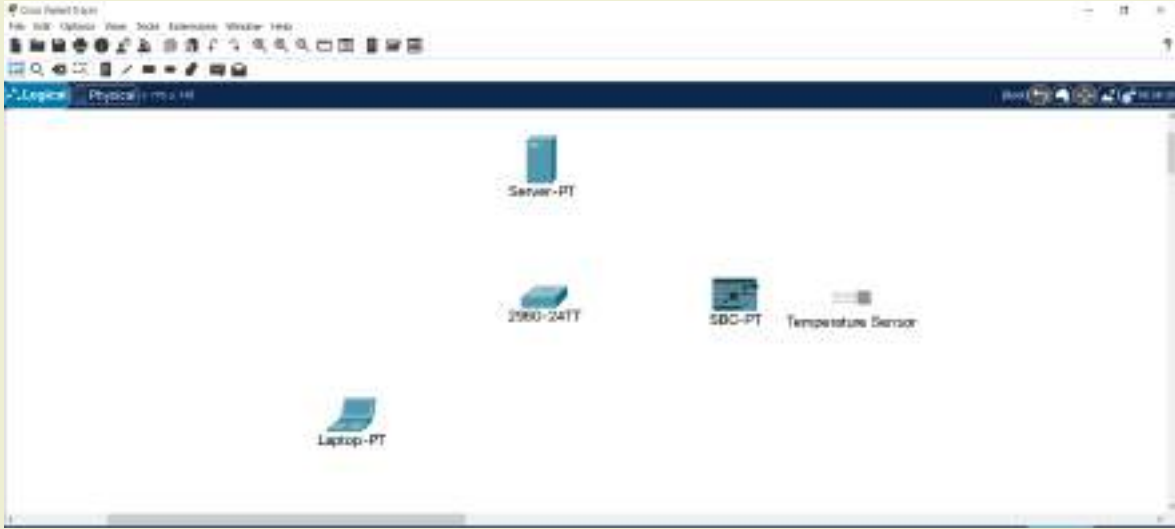 Cisco Packet Tracer
File Edit Options View Tools Extensions Window Help
Logical Physical
Server-PT
2960-24TT
SBC-PT
Temperature Sensor
Laptop-PT